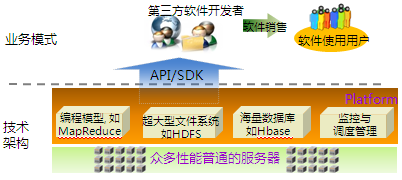 第三方软件开发者
业务模式
软件销售
软件使用用户
API/SDK
Platform
技术
架构
编程模型, 如
MapReduce
超大型文件系统
如HDFS
海量数据库
如Hbase
监控与
调度管理
众多性能普通的服务器